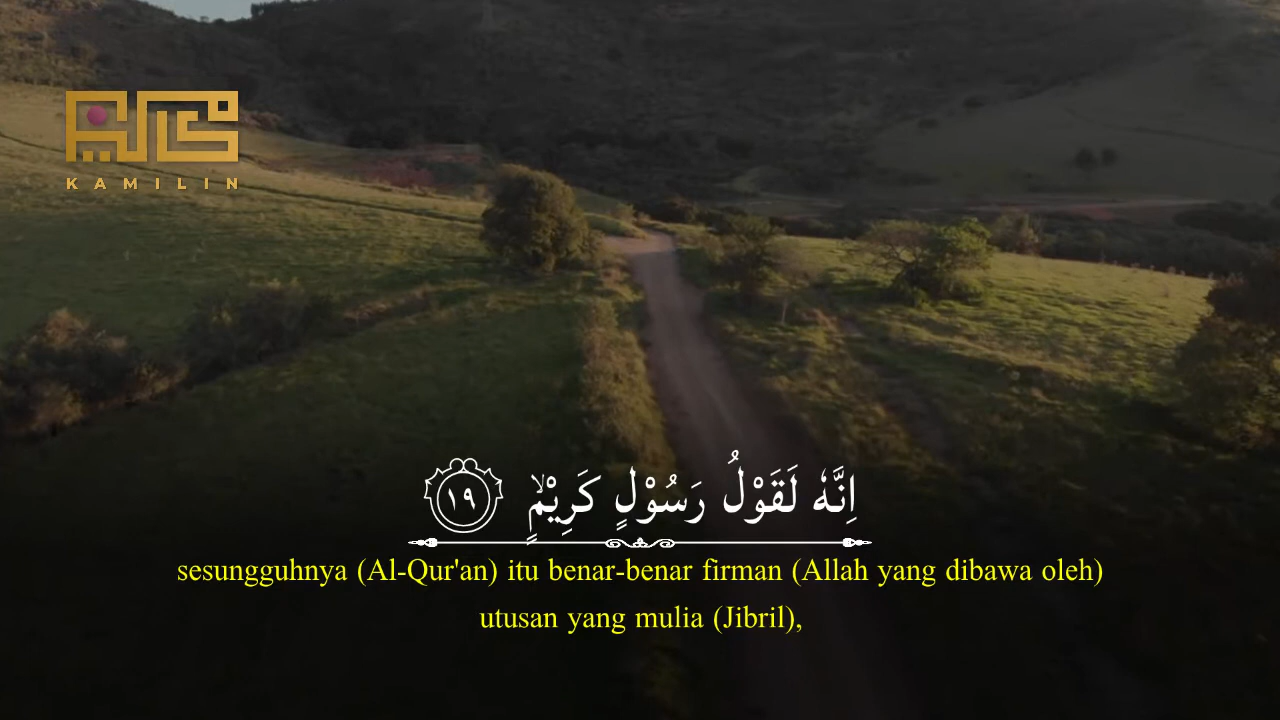 KAMILIN
اِنَّهٗ لَقَوْلُ رَسُوْلٍ كَرِيْمٍۙ ١٩
sesungguhnya (Al-Qur'an) itu benar-benar firman (Allah yang dibawa oleh)
utusan yang mulia (Jibril),